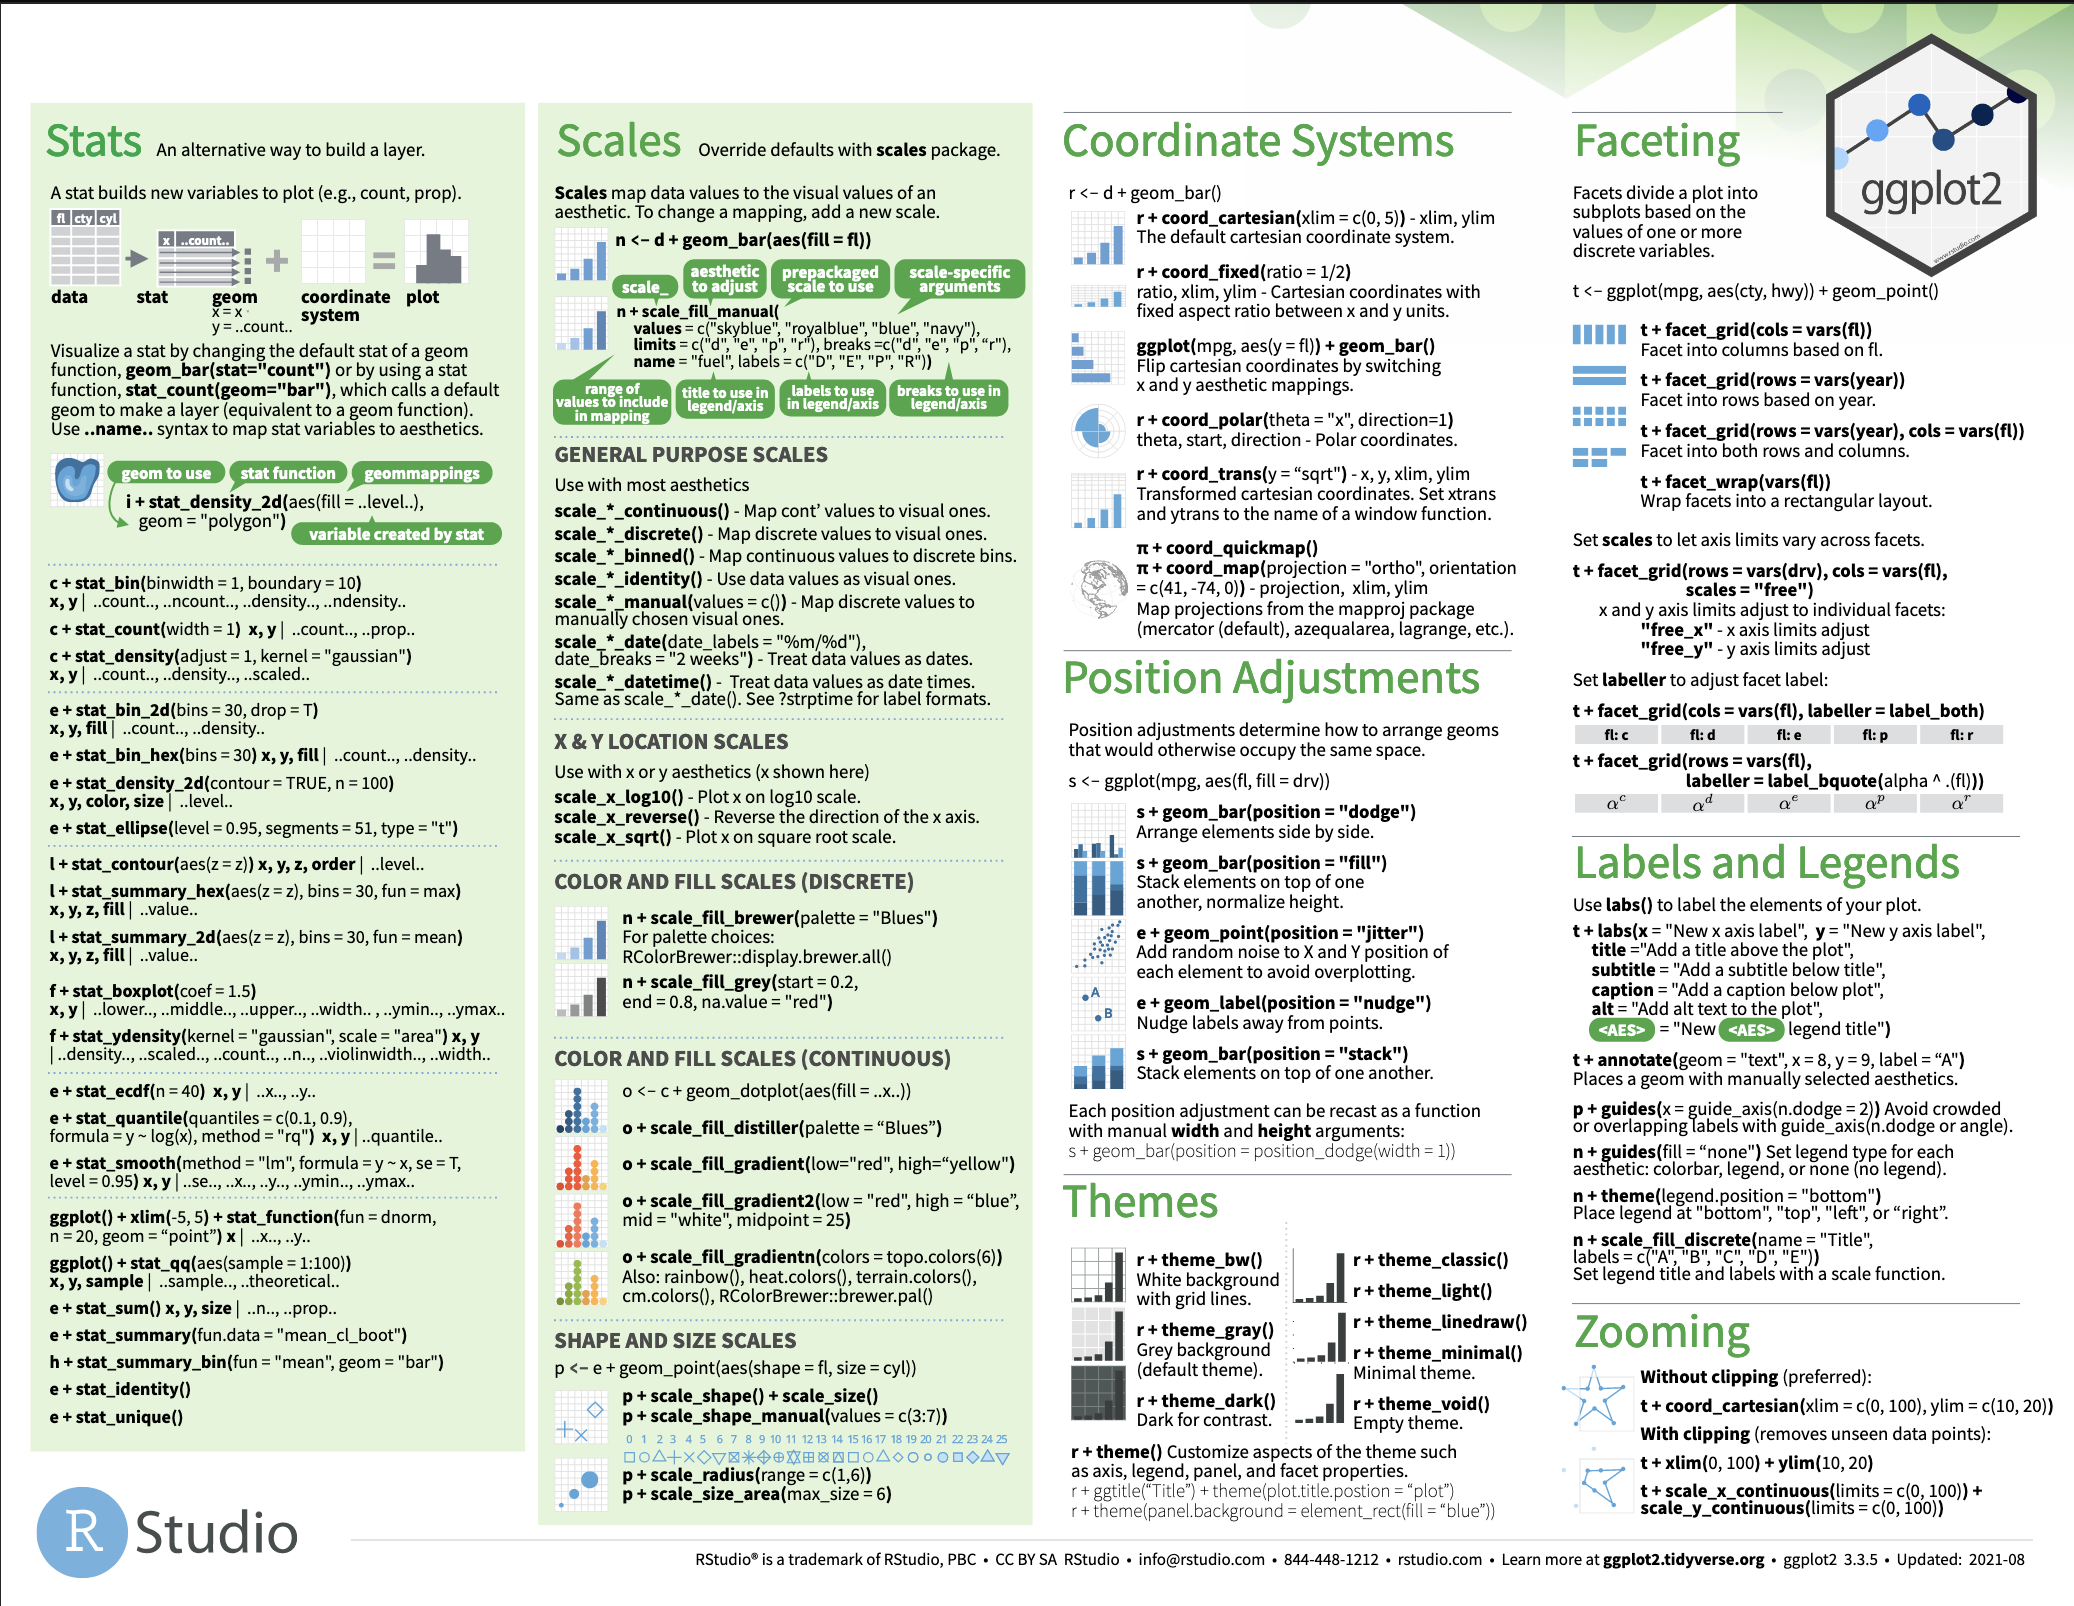 Stats An alternative way to build a layer.
A stat builds new variables to plot (e.g., count, prop).
fl cty cyl
x ..count..
data stat geom coordinate plot
x = x · system
y = ..count..
Visualize a stat by changing the default stat of a geom
function, geom_bar(stat="count") or by using a stat
function, stat_count(geom="bar"), which calls a default
geom to make a layer (equivalent to a geom function).
Use ..name.. syntax to map stat variables to aesthetics.
geom to use stat function geommappings
i + stat_density_2d(aes(fill = ..level..),
geom = "polygon")
variable created by stat
c + stat_bin(binwidth = 1, boundary = 10)
x, y | ..count.., ..ncount.., ..density.., ..ndensity..
c + stat_count(width = 1) x, y | ..count.., ..prop..
c + stat_density(adjust = 1, kernel = "gaussian")
x, y | ..count.., ..density.., ..scaled..
e + stat_bin_2d(bins = 30, drop = T)
x, y, fill | ..count.., ..density..
e + stat_bin_hex(bins = 30) x, y, fill | ..count.., ..density..
e + stat_density_2d(contour = TRUE, n = 100)
x, y, color, size | ..level..
e + stat_ellipse(level = 0.95, segments = 51, type = "t")
l + stat_contour(aes(z = z)) x, y, z, order | ..level..
l + stat_summary_hex(aes(z = z), bins = 30, fun = max)
x, y, z, fill | ..value..
l + stat_summary_2d(aes(z = z), bins = 30, fun = mean)
x, y, z, fill | ..value..
f + stat_boxplot(coef = 1.5)
x, y | ..lower.., ..middle.., ..upper.., ..width.. , ..ymin.., ..ymax..
f + stat_ydensity(kernel = "gaussian", scale = "area") x, y
| ..density.., ..scaled.., ..count.., ..n.., ..violinwidth.., ..width..
e + stat_ecdf(n = 40) x, y | ..x.., ..y..
e + stat_quantile(quantiles = c(0.1, 0.9),
formula = y ~ log(x), method = "rq") x, y | ..quantile..
e + stat_smooth(method = "lm", formula = y ~ x, se = T,
level = 0.95) x, y | ..se.., ..x.., ..y.., ..ymin.., ..ymax..
ggplot() + xlim(-5, 5) + stat_function(fun = dnorm,
n = 20, geom = “point”) x | ..x.., ..y..
ggplot() + stat_qq(aes(sample = 1:100))
x, y, sample | ..sample.., ..theoretical..
e + stat_sum() x, y, size | ..n.., ..prop..
e + stat_summary(fun.data = "mean_cl_boot")
h + stat_summary_bin(fun = "mean", geom = "bar")
e + stat_identity()
e + stat_unique()
Scales Override defaults with scales package.
Scales map data values to the visual values of an
aesthetic. To change a mapping, add a new scale.
n <- d + geom_bar(aes(fill = fl))
scale_ aesthetic to adjust prepackaged scale to use scale-specific arguments
n + scale_fill_manual(
values = c("skyblue", "royalblue", "blue", "navy"),
limits = c("d", "e", "p", "r"), breaks =c("d", "e", "p", “r"),
name = "fuel", labels = c("D", "E", "P", "R"))
range of values to include in mapping title to use in legend/axis labels to use in legend/axis breaks to use in legend/axis
GENERAL PURPOSE SCALES
Use with most aesthetics
scale_*_continuous() - Map cont’ values to visual ones.
scale_*_discrete() - Map discrete values to visual ones.
scale_*_binned() - Map continuous values to discrete bins.
scale_*_identity() - Use data values as visual ones.
scale_*_manual(values = c()) - Map discrete values to
manually chosen visual ones.
scale_*_date(date_labels = "%m/%d"),
date_breaks = "2 weeks") - Treat data values as dates.
scale_*_datetime() - Treat data values as date times.
Same as scale_*_date(). See ?strptime for label formats.
X & Y LOCATION SCALES
Use with x or y aesthetics (x shown here)
scale_x_log10() - Plot x on log10 scale.
scale_x_reverse() - Reverse the direction of the x axis.
scale_x_sqrt() - Plot x on square root scale.
COLOR AND FILL SCALES (DISCRETE)
n + scale_fill_brewer(palette = "Blues")
For palette choices:
RColorBrewer::display.brewer.all()
n + scale_fill_grey(start = 0.2,
end = 0.8, na.value = "red")
COLOR AND FILL SCALES (CONTINUOUS)
o <- c + geom_dotplot(aes(fill = ..x..))
o + scale_fill_distiller(palette = “Blues”)
o + scale_fill_gradient(low="red", high=“yellow")
o + scale_fill_gradient2(low = "red", high = “blue”,
mid = "white", midpoint = 25)
o + scale_fill_gradientn(colors = topo.colors(6))
Also: rainbow(), heat.colors(), terrain.colors(),
cm.colors(), RColorBrewer::brewer.pal()
SHAPE AND SIZE SCALES
p <- e + geom_point(aes(shape = fl, size = cyl))
p + scale_shape() + scale_size()
p + scale_shape_manual(values = c(3:7))
0 1 2 3 4 5 6 7 8 9 10 11 12 13 14 15 16 17 18 19 20 21 22 23 24 25
p + scale_radius(range = c(1,6))
p + scale_size_area(max_size = 6)
Coordinate Systems
r <- d + geom_bar()
r + coord_cartesian(xlim = c(0, 5)) - xlim, ylim
The default cartesian coordinate system.
r + coord_fixed(ratio = 1/2)
ratio, xlim, ylim - Cartesian coordinates with
fixed aspect ratio between x and y units.
ggplot(mpg, aes(y = fl)) + geom_bar()
Flip cartesian coordinates by switching
x and y aesthetic mappings.
r + coord_polar(theta = "x", direction=1)
theta, start, direction - Polar coordinates.
r + coord_trans(y = “sqrt") - x, y, xlim, ylim
Transformed cartesian coordinates. Set xtrans
and ytrans to the name of a window function.
π + coord_quickmap()
π + coord_map(projection = "ortho", orientation
= c(41, -74, 0)) - projection, xlim, ylim
Map projections from the mapproj package
(mercator (default), azequalarea, lagrange, etc.).
Position Adjustments
Position adjustments determine how to arrange geoms
that would otherwise occupy the same space.
s <- ggplot(mpg, aes(fl, fill = drv))
s + geom_bar(position = "dodge")
Arrange elements side by side.
s + geom_bar(position = "fill")
Stack elements on top of one
another, normalize height.
e + geom_point(position = "jitter")
Add random noise to X and Y position of
each element to avoid overplotting.
A
B
e + geom_label(position = "nudge")
Nudge labels away from points.
s + geom_bar(position = "stack")
Stack elements on top of one another.
Each position adjustment can be recast as a function
with manual width and height arguments:
s + geom_bar(position = position_dodge(width = 1))
Themes
r + theme_bw()
White background
with grid lines.
r + theme_gray()
Grey background
(default theme).
r + theme_dark()
Dark for contrast.
r + theme_classic()
r + theme_light()
r + theme_linedraw()
r + theme_minimal()
Minimal theme.
r + theme_void()
Empty theme.
r + theme() Customize aspects of the theme such
as axis, legend, panel, and facet properties.
r + ggtitle(“Title”) + theme(plot.title.postion = “plot”)
r + theme(panel.background = element_rect(fill = “blue”))
Faceting
Facets divide a plot into
subplots based on the
values of one or more
discrete variables.
ggplot2
www.rstudio.com
t <- ggplot(mpg, aes(cty, hwy)) + geom_point()
t + facet_grid(cols = vars(fl))
Facet into columns based on fl.
t + facet_grid(rows = vars(year))
Facet into rows based on year.
t + facet_grid(rows = vars(year), cols = vars(fl))
Facet into both rows and columns.
t + facet_wrap(vars(fl))
Wrap facets into a rectangular layout.
Set scales to let axis limits vary across facets.
t + facet_grid(rows = vars(drv), cols = vars(fl),
scales = "free")
x and y axis limits adjust to individual facets:
"free_x" - x axis limits adjust
"free_y" - y axis limits adjust
Set labeller to adjust facet label:
t + facet_grid(cols = vars(fl), labeller = label_both)
fl: c fl: d fl: e fl: p fl: r
t + facet_grid(rows = vars(fl),
labeller = label_bquote(alpha ^ .(fl)))
αᶜ αᵈ αᵉ αᵖ αʳ
Labels and Legends
Use labs() to label the elements of your plot.
t + labs(x = "New x axis label", y = "New y axis label",
title ="Add a title above the plot",
subtitle = "Add a subtitle below title",
caption = "Add a caption below plot",
alt = "Add alt text to the plot",
<AES> = "New <AES> legend title")
t + annotate(geom = "text", x = 8, y = 9, label = “A")
Places a geom with manually selected aesthetics.
p + guides(x = guide_axis(n.dodge = 2)) Avoid crowded
or overlapping labels with guide_axis(n.dodge or angle).
n + guides(fill = “none") Set legend type for each
aesthetic: colorbar, legend, or none (no legend).
n + theme(legend.position = "bottom")
Place legend at "bottom", "top", "left", or “right”.
n + scale_fill_discrete(name = "Title",
labels = c("A", "B", "C", "D", "E"))
Set legend title and labels with a scale function.
Zooming
Without clipping (preferred):
t + coord_cartesian(xlim = c(0, 100), ylim = c(10, 20))
With clipping (removes unseen data points):
t + xlim(0, 100) + ylim(10, 20)
t + scale_x_continuous(limits = c(0, 100)) +
scale_y_continuous(limits = c(0, 100))
R Studio
RStudio® is a trademark of RStudio, PBC • CC BY SA RStudio • info@rstudio.com • 844-448-1212 • rstudio.com • Learn more at ggplot2.tidyverse.org • ggplot2 3.3.5 • Updated: 2021-08